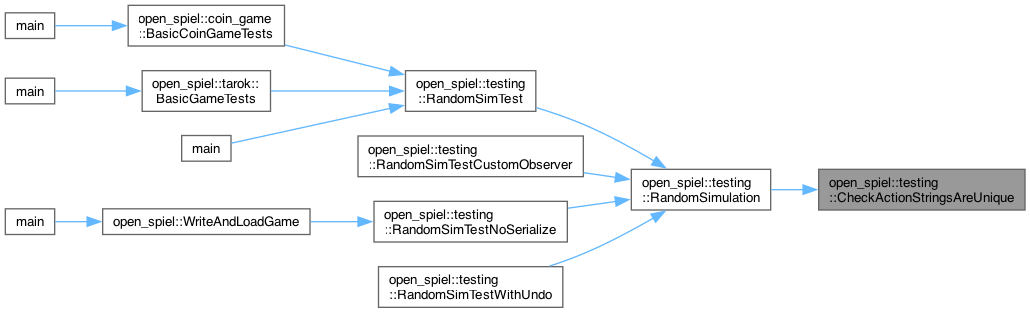 main
open_spiel::coin_game
::BasicCoinGameTests
main
open_spiel::tarok::
BasicGameTests
open_spiel::testing
::RandomSimTest
main
open_spiel::testing
::RandomSimTestCustomObserver
open_spiel::testing
::RandomSimulation
open_spiel::testing
::CheckActionStringsAreUnique
main
open_spiel::WriteAndLoadGame
open_spiel::testing
::RandomSimTestNoSerialize
open_spiel::testing
::RandomSimTestWithUndo